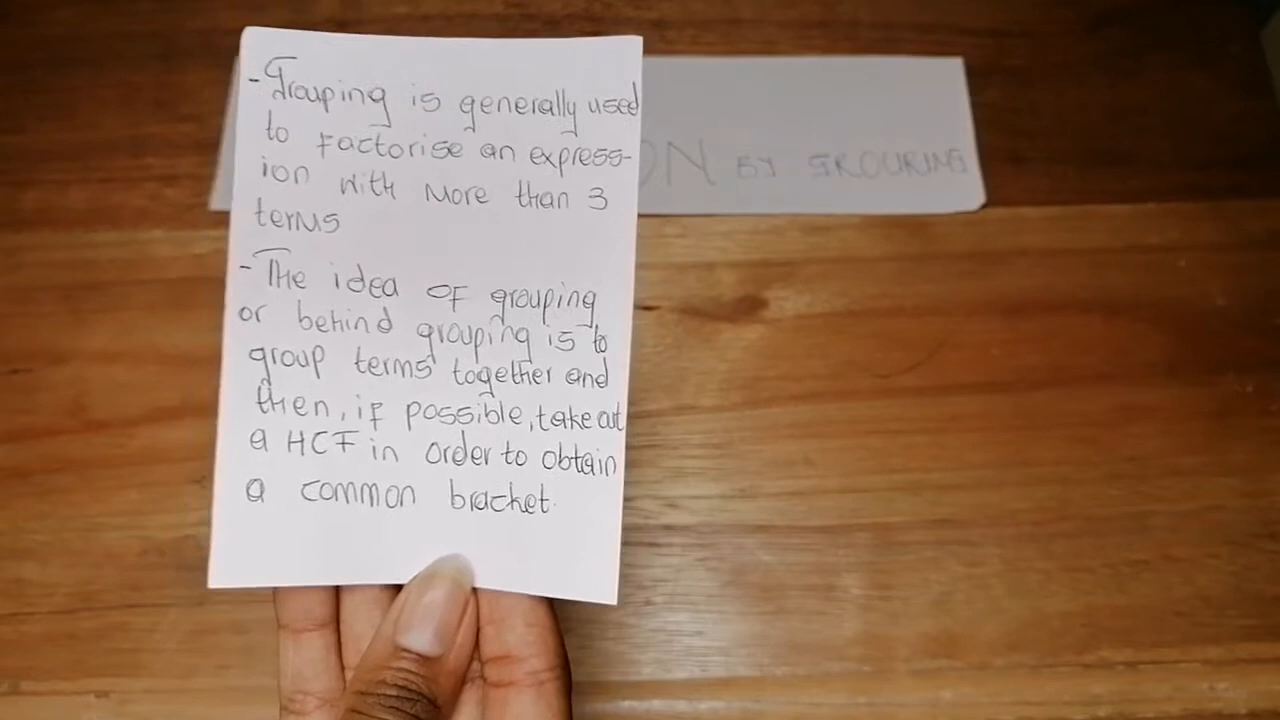 - Grouping is generally used
to factorise an express-
ion with more than 3
terms
- The idea of grouping
or behind grouping is to
group terms together and
then, if possible, take out
a HCF in order to obtain
a common bracket.
ON BY GROUPING